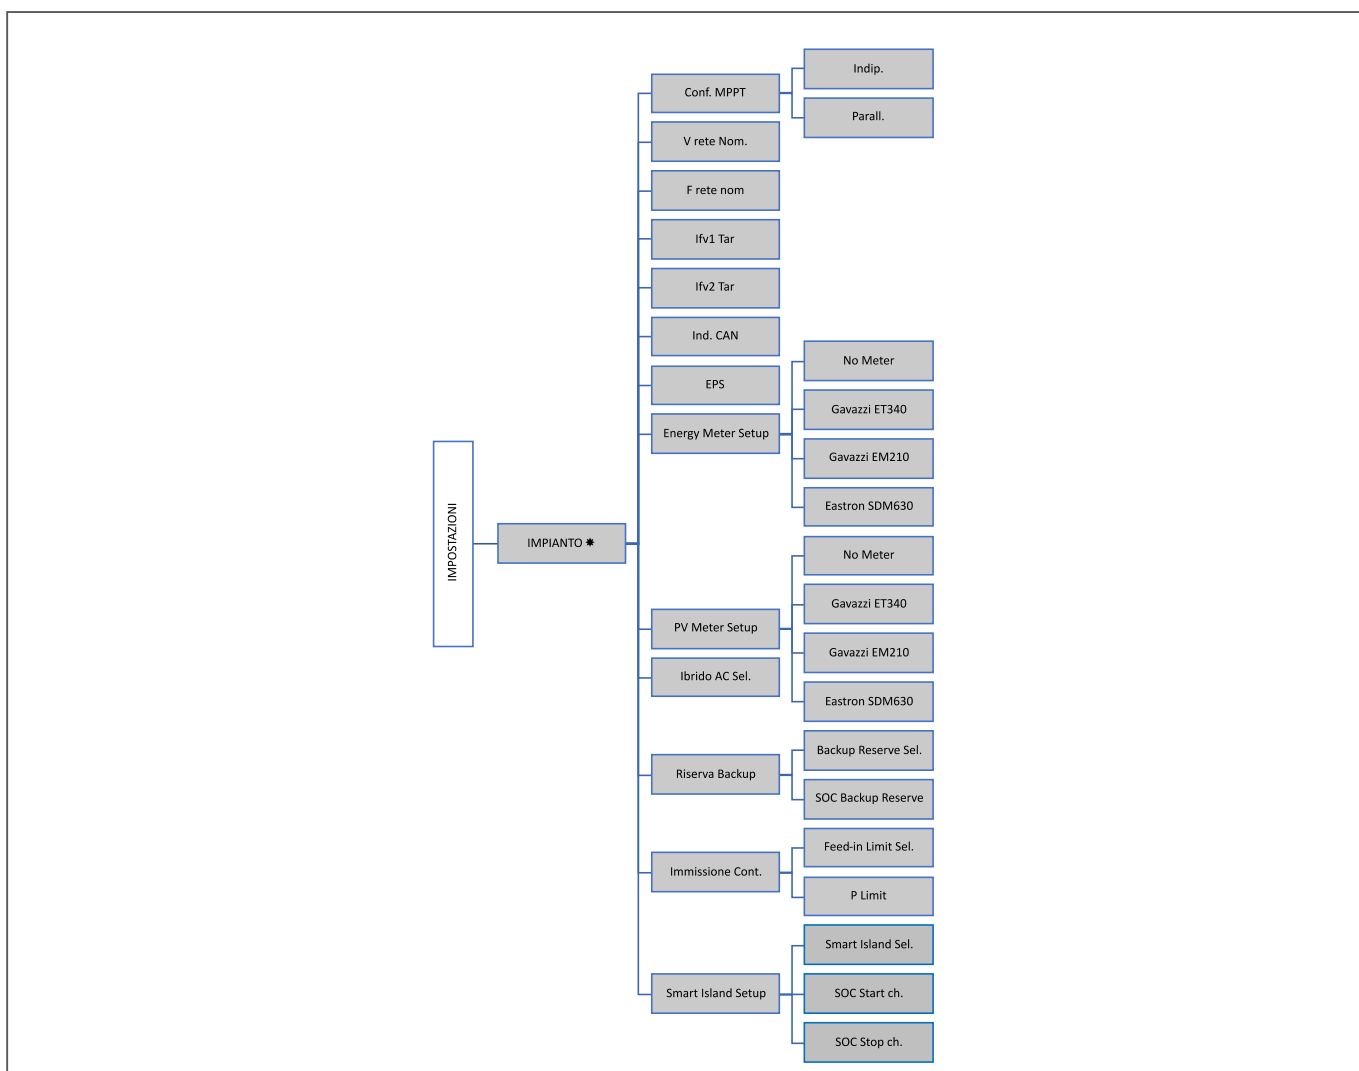 IMPOSTAZIONI
IMPIANTO ✸
Conf. MPPT
Indip.
Parall.
V rete Nom.
F rete nom
Ifv1 Tar
Ifv2 Tar
Ind. CAN
EPS
Energy Meter Setup
No Meter
Gavazzi ET340
Gavazzi EM210
Eastron SDM630
PV Meter Setup
No Meter
Gavazzi ET340
Gavazzi EM210
Eastron SDM630
Ibrido AC Sel.
Riserva Backup
Backup Reserve Sel.
SOC Backup Reserve
Immissione Cont.
Feed-in Limit Sel.
P Limit
Smart Island Setup
Smart Island Sel.
SOC Start ch.
SOC Stop ch.